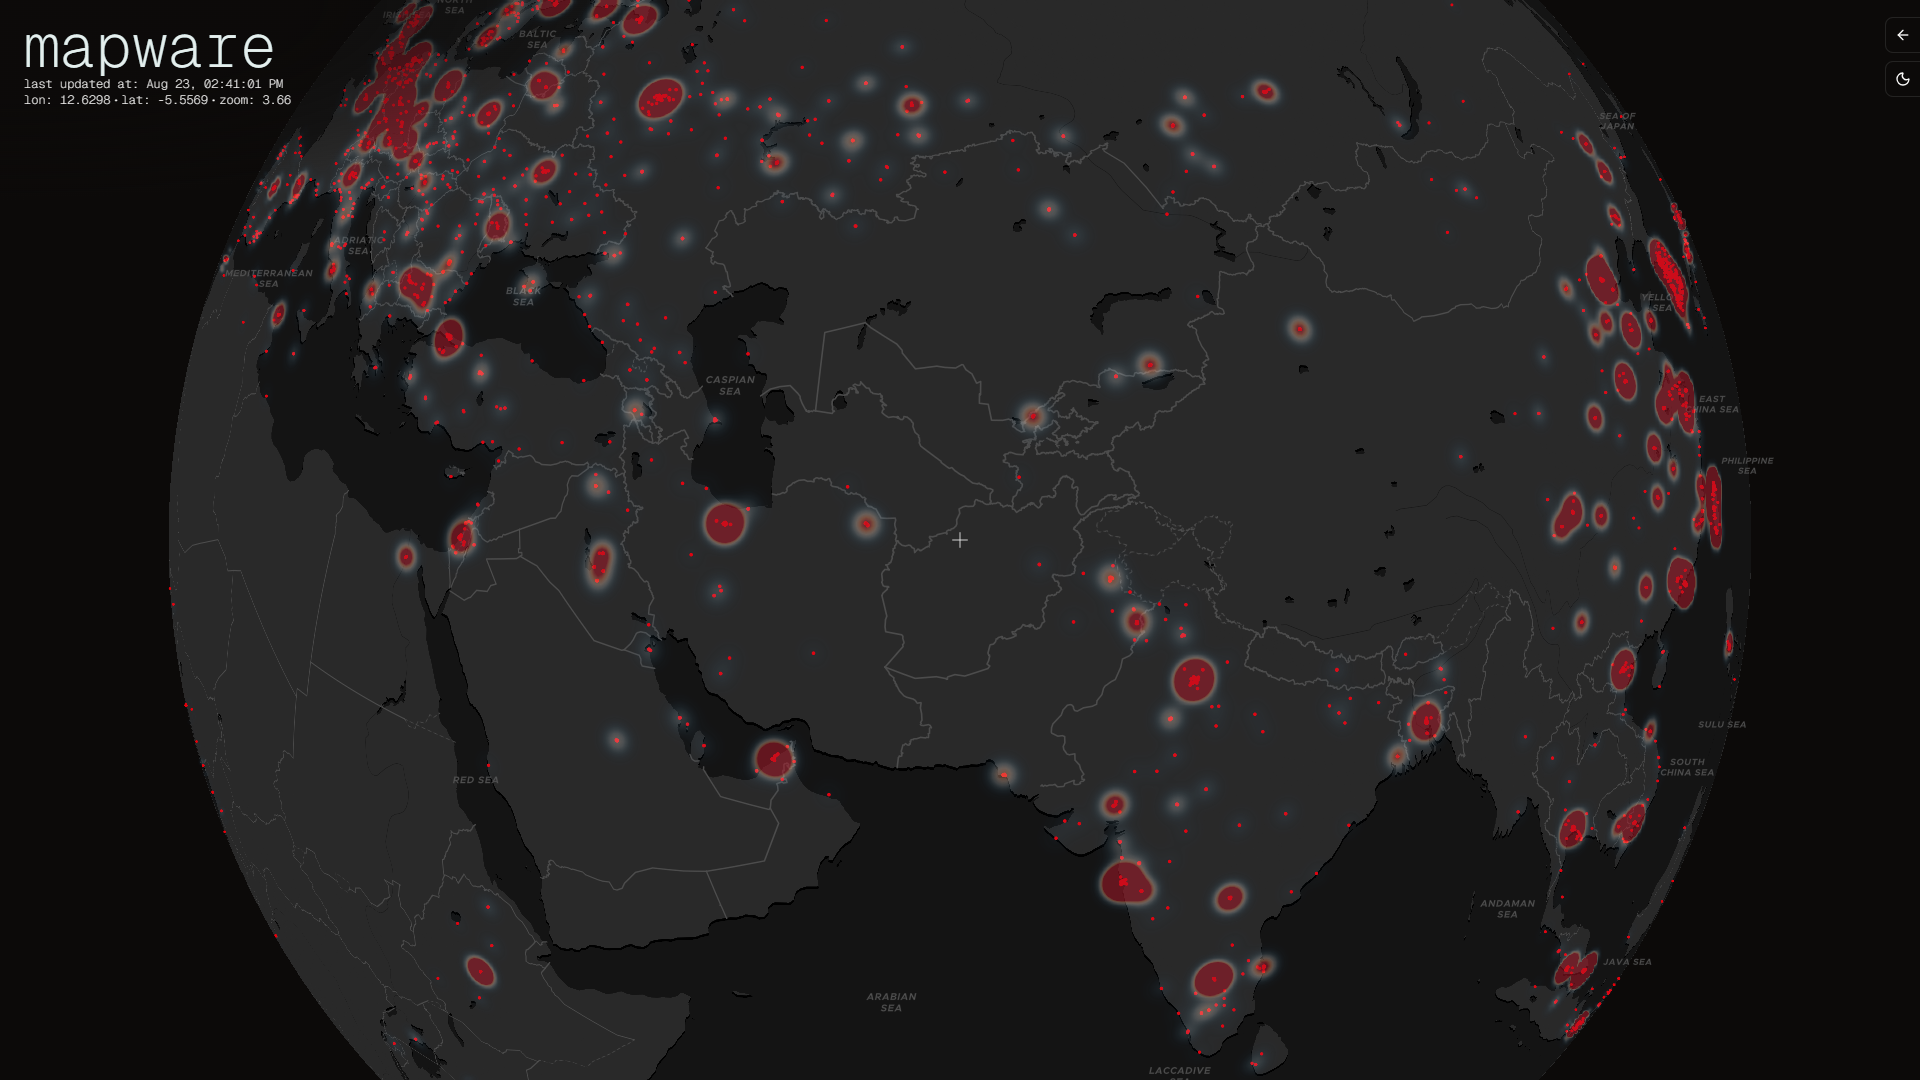 mapware
last updated at: Aug 23, 02:41:01 PM
lon: 12.6298 · lat: -5.5569 · zoom: 3.66
NORTH
SEA
BALTIC
SEA
SEA OF
JAPAN
ADRIATIC
SEA
MEDITERRANEAN
SEA
BLACK
SEA
YELLOW
SEA
CASPIAN
SEA
EAST
CHINA SEA
PHILIPPINE
SEA
SULU SEA
SOUTH
CHINA SEA
RED SEA
ANDAMAN
SEA
JAVA SEA
ARABIAN
SEA
LACCADIVE
SEA